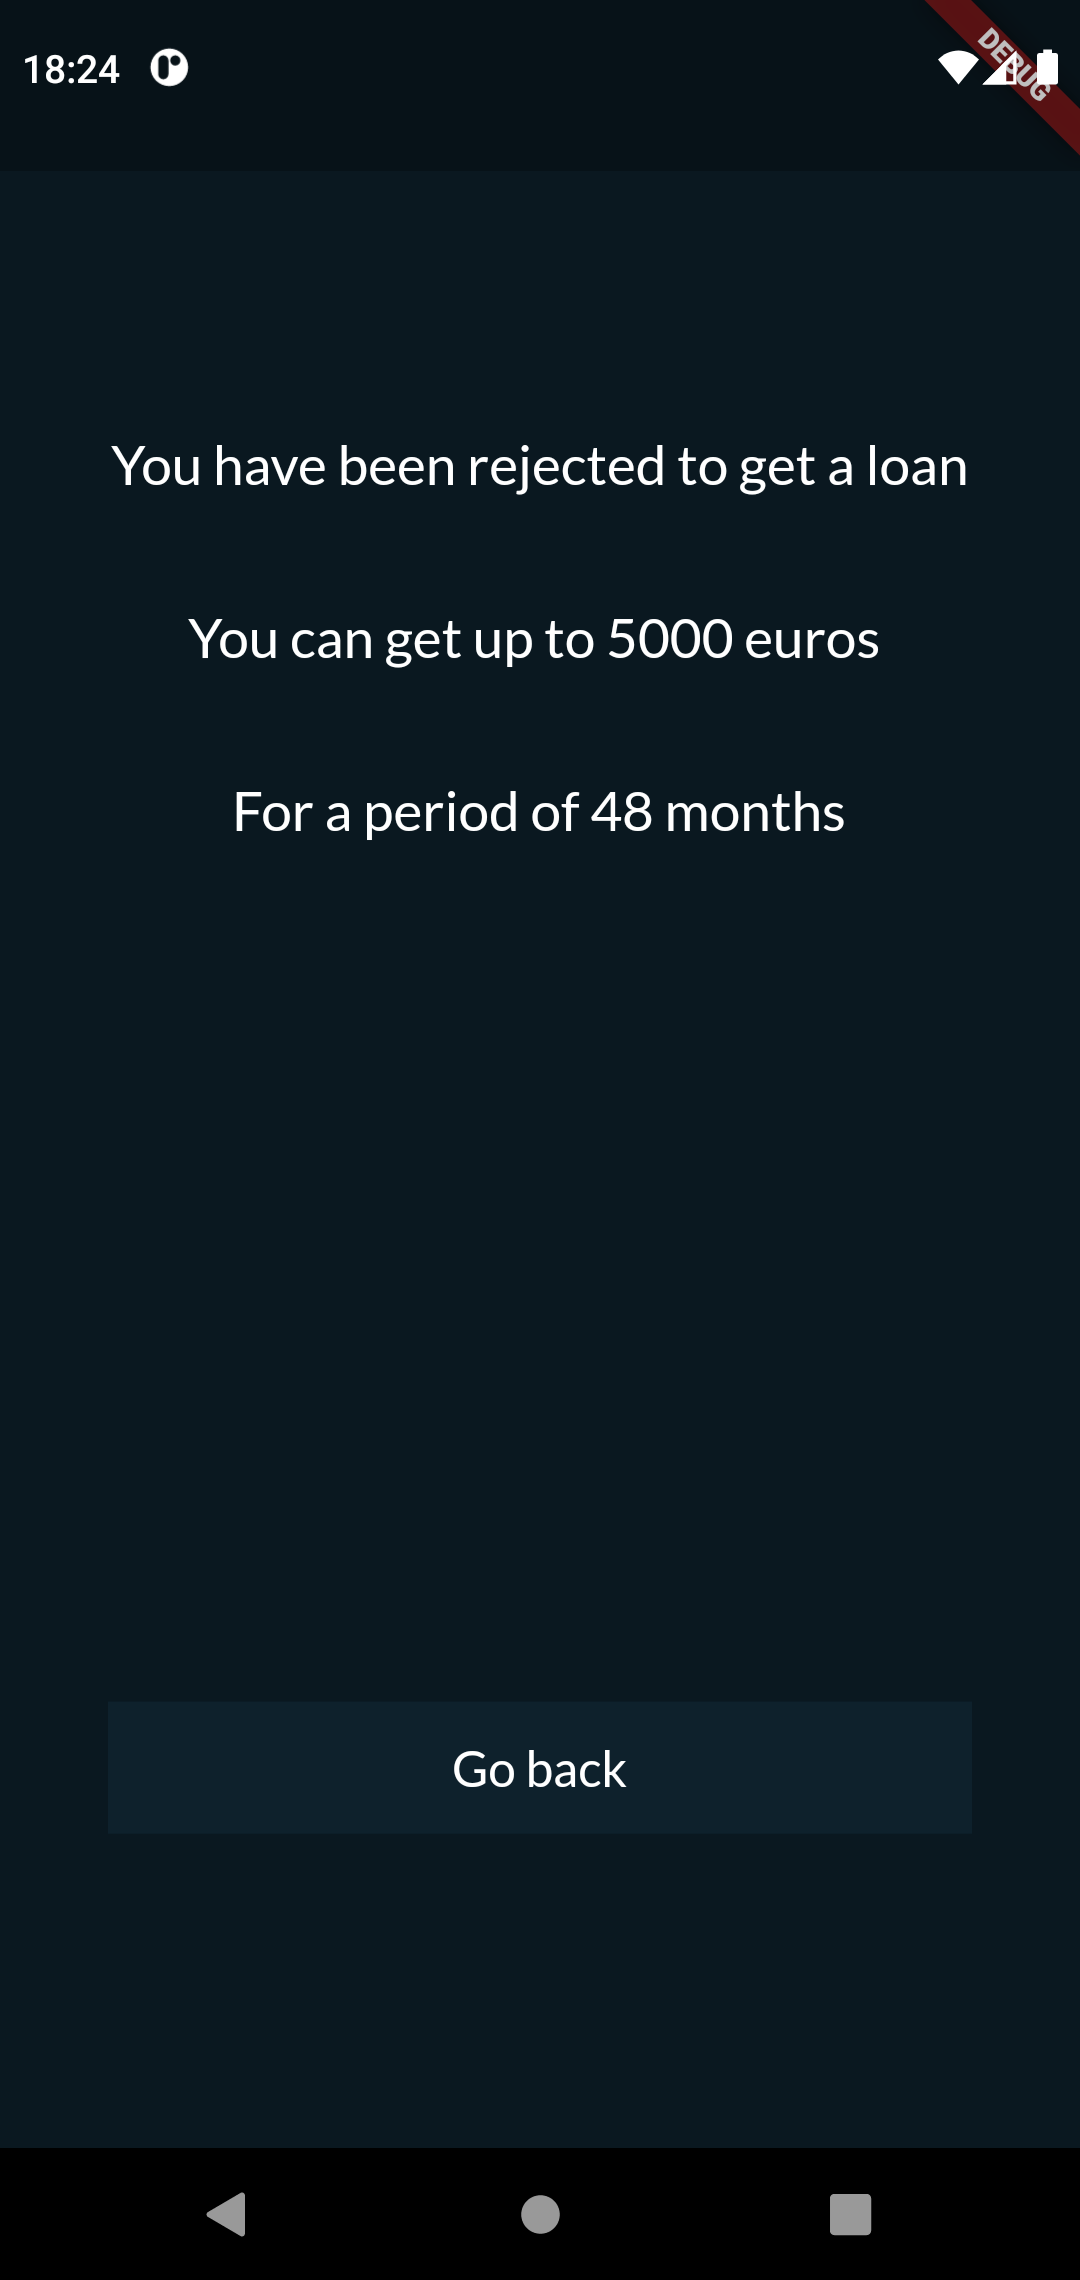 18:24
DEBUG
You have been rejected to get a loan
You can get up to 5000 euros
For a period of 48 months
Go back